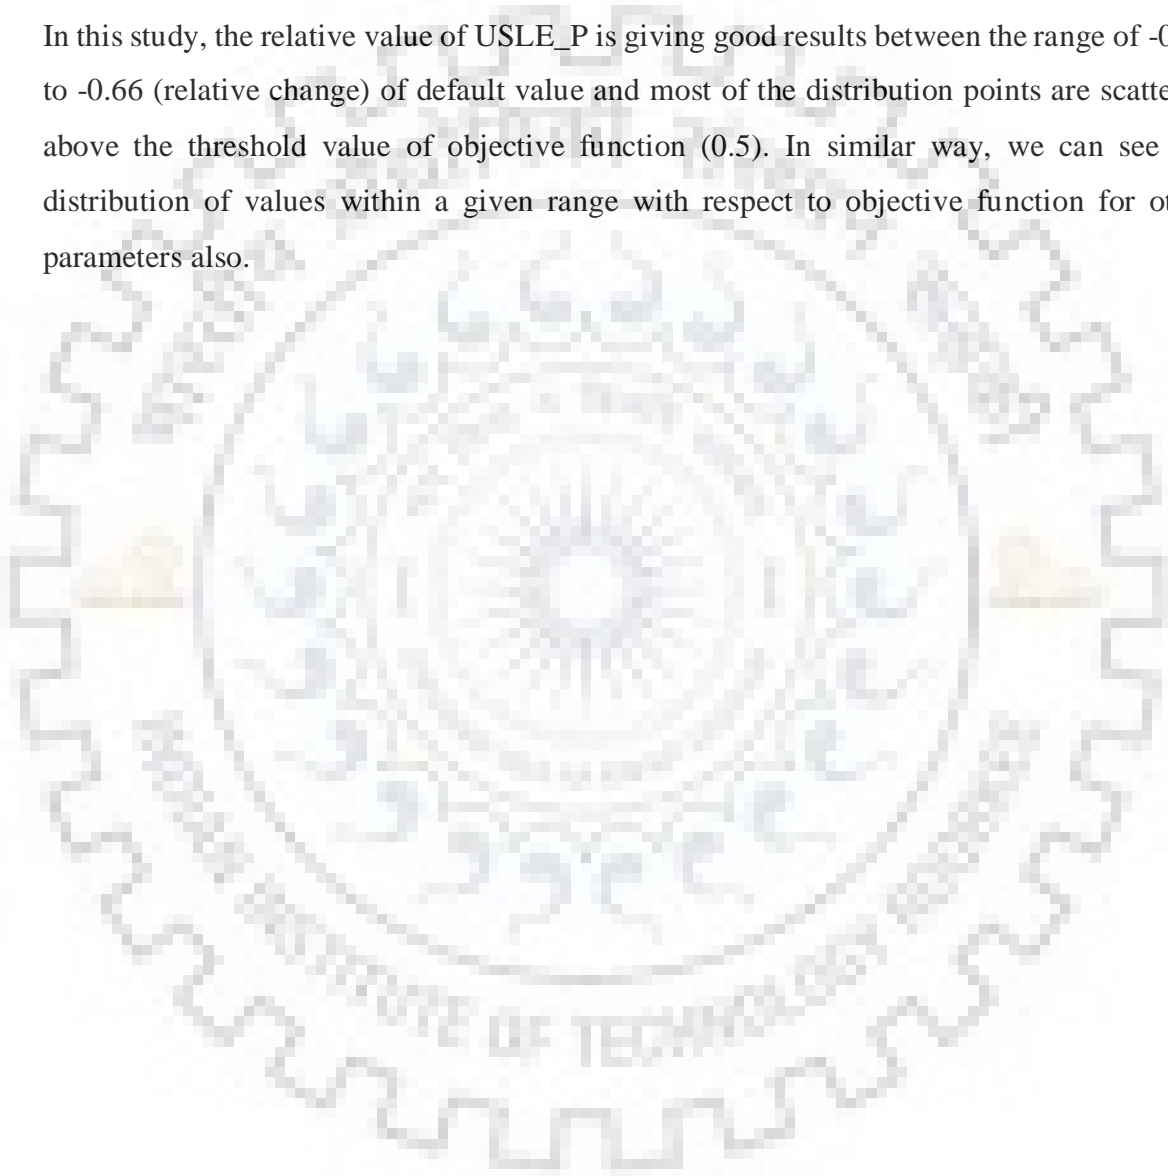 In this study, the relative value of USLE_P is giving good results between the range of
to -0.66 (relative change) of default value and most of the distribution points are
above the threshold value of objective function (0.5). In similar way, we can see
distribution of values within a given range with respect to objective function for
parameters also.
INSTITUTE OF TECHNOLOGY ROORKEE